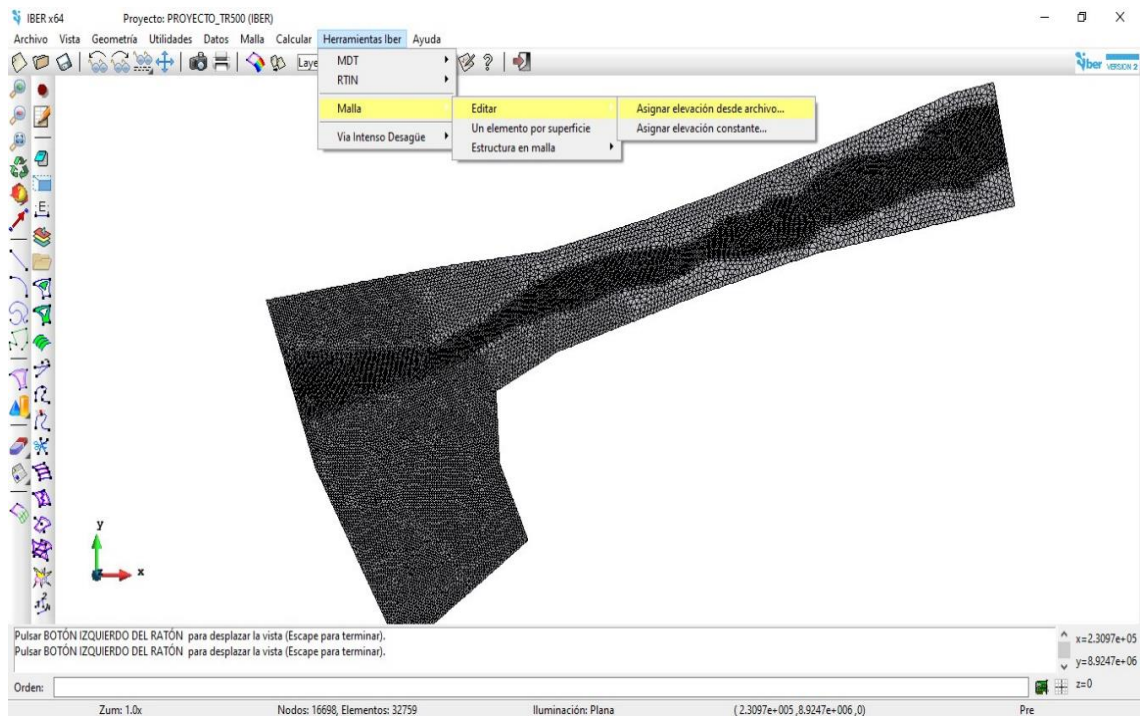 IBER x64 Proyecto: PROYECTO_TR500 (IBER)
Archivo Vista Geometría Utilidades Datos Malla Calcular Herramientas Iber Ayuda
Laye
iber VERSION 2
MDT
RTIN
Malla
Via Intenso Desagüe
Editar
Un elemento por superficie
Estructura en malla
Asignar elevación desde archivo...
Asignar elevación constante...
E
y
x
Pulsar BOTÓN IZQUIERDO DEL RATÓN para desplazar la vista (Escape para terminar).
Pulsar BOTÓN IZQUIERDO DEL RATÓN para desplazar la vista (Escape para terminar).
x=2.3097e+05
y=8.9247e+06
z=0
Orden:
Zum: 1.0x Nodos: 16698, Elementos: 32759 Iluminación: Plana (2.3097e+005 ,8.9247e+006 ,0) Pre